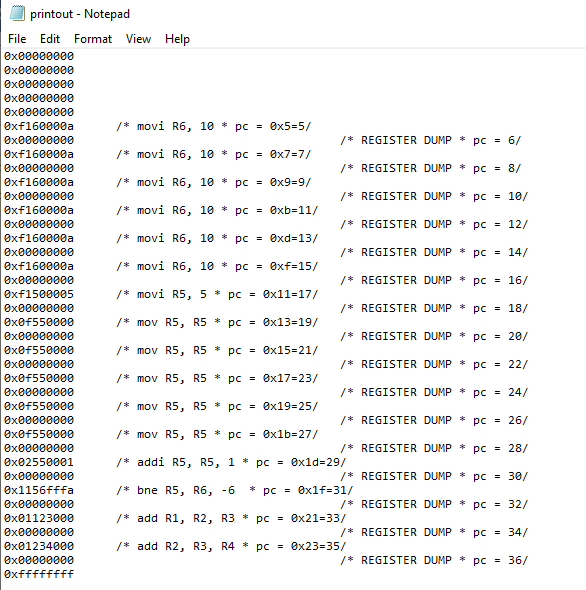 printout - Notepad
File Edit Format View Help
0x00000000
0x00000000
0x00000000
0x00000000
0x00000000
0xf160000a /* movi R6, 10 * pc = 0x5=5/
0x00000000 /* REGISTER DUMP * pc = 6/
0xf160000a /* movi R6, 10 * pc = 0x7=7/
0x00000000 /* REGISTER DUMP * pc = 8/
0xf160000a /* movi R6, 10 * pc = 0x9=9/
0x00000000 /* REGISTER DUMP * pc = 10/
0xf160000a /* movi R6, 10 * pc = 0xb=11/
0x00000000 /* REGISTER DUMP * pc = 12/
0xf160000a /* movi R6, 10 * pc = 0xd=13/
0x00000000 /* REGISTER DUMP * pc = 14/
0xf160000a /* movi R6, 10 * pc = 0xf=15/
0x00000000 /* REGISTER DUMP * pc = 16/
0xf1500005 /* movi R5, 5 * pc = 0x11=17/
0x00000000 /* REGISTER DUMP * pc = 18/
0x0f550000 /* mov R5, R5 * pc = 0x13=19/
0x00000000 /* REGISTER DUMP * pc = 20/
0x0f550000 /* mov R5, R5 * pc = 0x15=21/
0x00000000 /* REGISTER DUMP * pc = 22/
0x0f550000 /* mov R5, R5 * pc = 0x17=23/
0x00000000 /* REGISTER DUMP * pc = 24/
0x0f550000 /* mov R5, R5 * pc = 0x19=25/
0x00000000 /* REGISTER DUMP * pc = 26/
0x0f550000 /* mov R5, R5 * pc = 0x1b=27/
0x00000000 /* REGISTER DUMP * pc = 28/
0x02550001 /* addi R5, R5, 1 * pc = 0x1d=29/
0x00000000 /* REGISTER DUMP * pc = 30/
0x1156fffa /* bne R5, R6, -6  * pc = 0x1f=31/
0x00000000 /* REGISTER DUMP * pc = 32/
0x01123000 /* add R1, R2, R3 * pc = 0x21=33/
0x00000000 /* REGISTER DUMP * pc = 34/
0x01234000 /* add R2, R3, R4 * pc = 0x23=35/
0x00000000 /* REGISTER DUMP * pc = 36/
0xffffffff